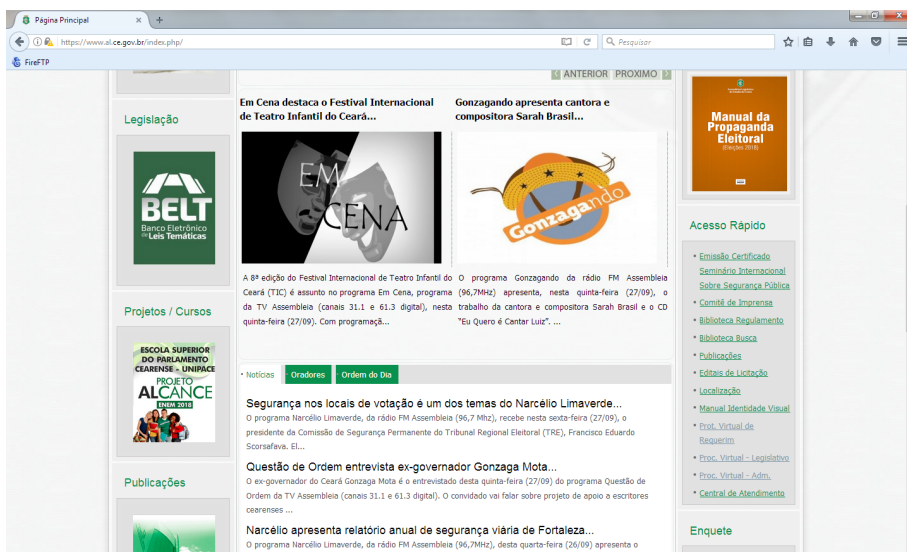 Página Principal
https://www.al.ce.gov.br/index.php/
Pesquisar
FireFTP
ANTERIOR PROXIMO
Legislação
BELT
Banco Eletrônico
de Leis Temáticas
Projetos / Cursos
ESCOLA SUPERIOR
DO PARLAMENTO
CEARENSE - UNIPACE
PROJETO
ALCANCE
ENEM 2018
Publicações
Em Cena destaca o Festival Internacional
de Teatro Infantil do Ceará...
EM
CENA
A 8ª edição do Festival Internacional de Teatro Infantil do
Ceará (TIC) é assunto no programa Em Cena, programa
da TV Assembleia (canais 31.1 e 61.3 digital), nesta
quinta-feira (27/09). Com programaçã...
Gonzagando apresenta cantora e
compositora Sarah Brasil...
Gonzagando
O programa Gonzagando da rádio FM Assembleia
(96,7MHz) apresenta, nesta quinta-feira (27/09), o
trabalho da cantora e compositora Sarah Brasil e o CD
"Eu Quero é Cantar Luiz". ...
Notícias
Oradores
Ordem do Dia
Segurança nos locais de votação é um dos temas do Narcélio Limaverde...
O programa Narcélio Limaverde, da rádio FM Assembleia (96,7 Mhz), recebe nesta sexta-feira (27/09), o
presidente da Comissão de Segurança Permanente do Tribunal Regional Eleitoral (TRE), Francisco Eduardo
Scorsafava. El...
Questão de Ordem entrevista ex-governador Gonzaga Mota...
O ex-governador do Ceará Gonzaga Mota é o entrevistado desta quinta-feira (27/09) do programa Questão de
Ordem da TV Assembleia (canais 31.1 e 61.3 digital). O convidado vai falar sobre projeto de apoio a escritores
cearenses ...
Narcélio apresenta relatório anual de segurança viária de Fortaleza...
O programa Narcélio Limaverde, da rádio FM Assembleia (96,7MHz), desta quarta-feira (26/09) apresenta o
Manual da
Propaganda
Eleitoral
(Eleições 2018)
Acesso Rápido
Emissão Certificado
Seminário Internacional
Sobre Segurança Pública
Comitê de Imprensa
Biblioteca Regulamento
Biblioteca Busca
Publicações
Editais de Licitação
Localização
Manual Identidade Visual
Prot. Virtual de
Requerim
Proc. Virtual - Legislativo
Proc. Virtual - Adm.
Central de Atendimento
Enquete